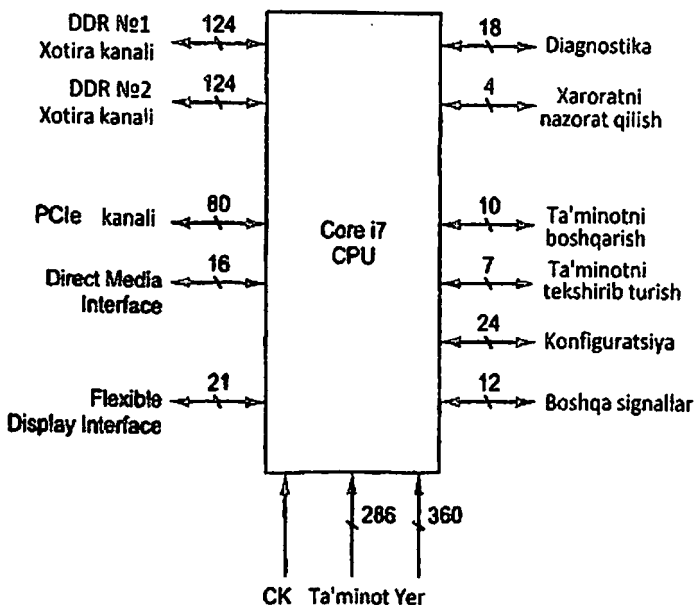 DDR №1
Xotira kanali
124
DDR №2
Xotira kanali
124
PCIe kanali
80
Direct Media
Interface
16
Flexible
Display Interface
21
Core i7
CPU
18
Diagnostika
4
Xaroratni
nazorat qilish
10
Ta'minotni
boshqarish
7
Ta'minotni
tekshirib turish
24
Konfiguratsiya
12
Boshqa signallar
286
360
CK Ta'minot Yer